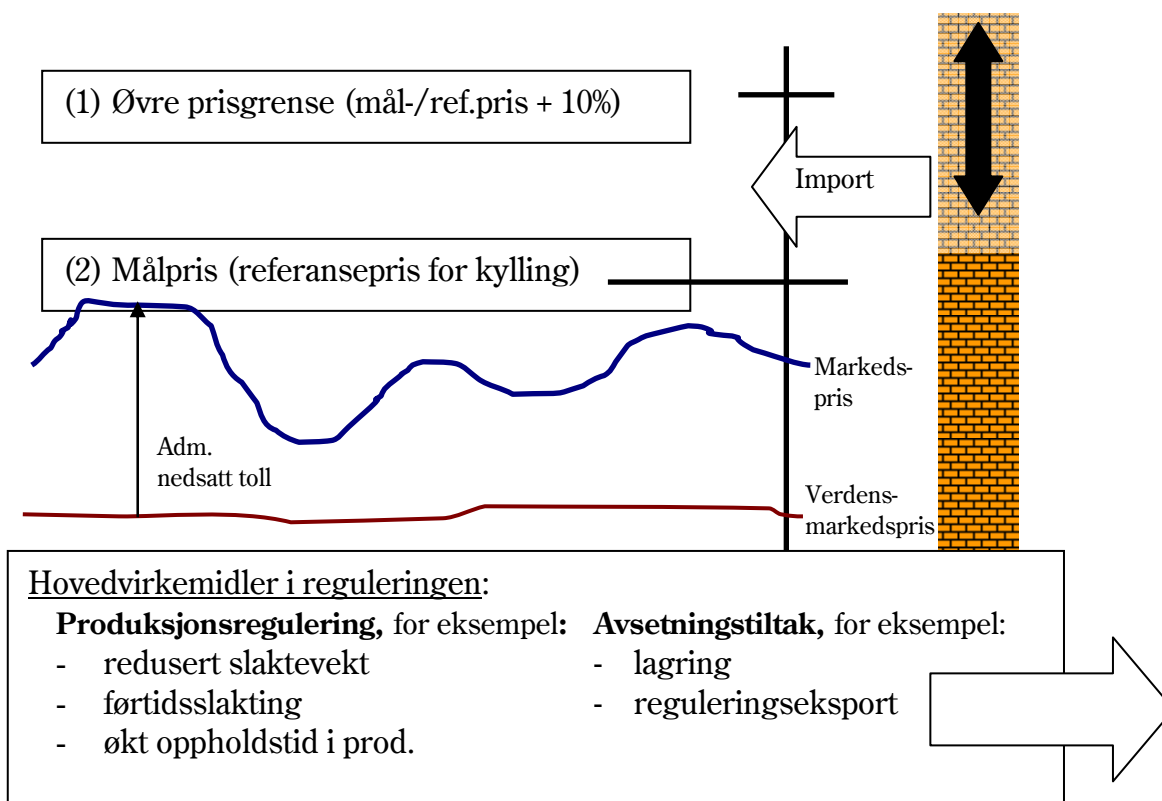 (1) Øvre prisgrense (mål-/ref.pris + 10%)
Import
(2) Målpris (referansepris for kylling)
Markeds-
pris
Adm.
nedsatt toll
Verdens-
markedspris
Hovedvirkemidler i reguleringen:
Produksjonsregulering, for eksempel:
- redusert slaktevekt
- førtidsslakting
- økt oppholdstid i prod.
Avsetningstiltak, for eksempel:
- lagring
- reguleringseksport